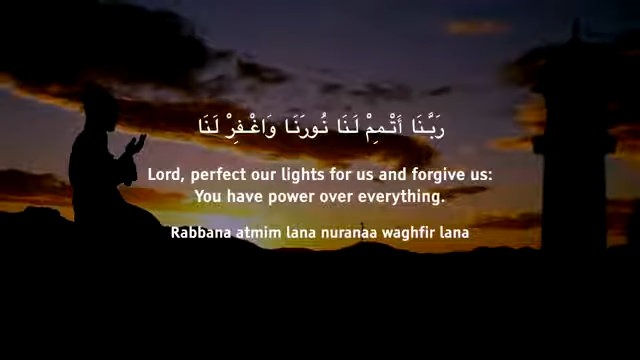 رَبَّنَا أَتْمِمْ لَنَا نُورَنَا وَاغْفِرْ لَنَا
Lord, perfect our lights for us and forgive us:
You have power over everything.
Rabbana atmim lana nuranaa waghfir lana